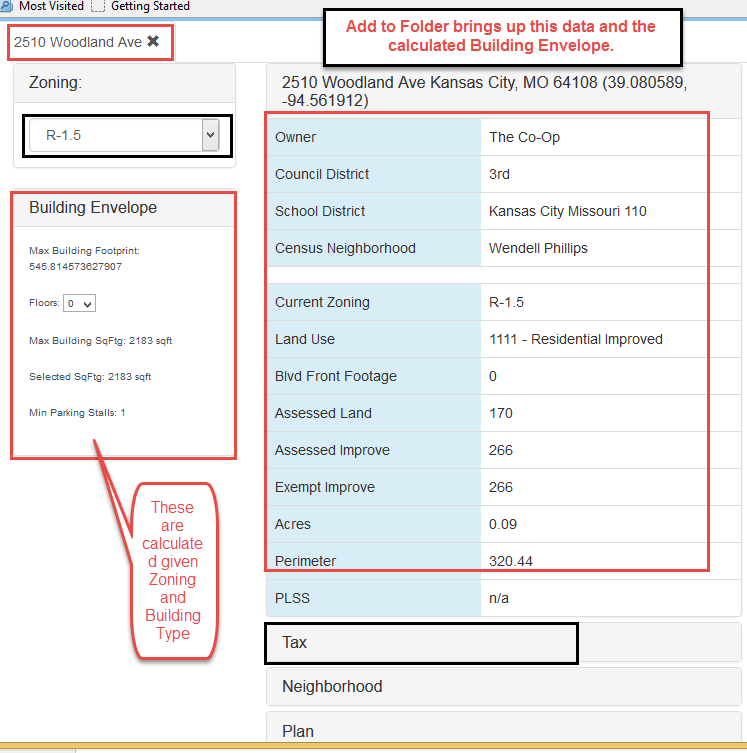 Most Visited Getting Started
2510 Woodland Ave ✖
Add to Folder brings up this data and the
calculated Building Envelope.
Zoning:
R-1.5
Building Envelope
Max Building Footprint:
545.814573627907
Floors: 0
Max Building SqFtg: 2183 sqft
Selected SqFtg: 2183 sqft
Min Parking Stalls: 1
These
are
calculate
d given
Zoning
and
Building
Type
2510 Woodland Ave Kansas City, MO 64108 (39.080589,
-94.561912)
Owner The Co-Op
Council District 3rd
School District Kansas City Missouri 110
Census Neighborhood Wendell Phillips
Current Zoning R-1.5
Land Use 1111 - Residential Improved
Blvd Front Footage 0
Assessed Land 170
Assessed Improve 266
Exempt Improve 266
Acres 0.09
Perimeter 320.44
PLSS n/a
Tax
Neighborhood
Plan